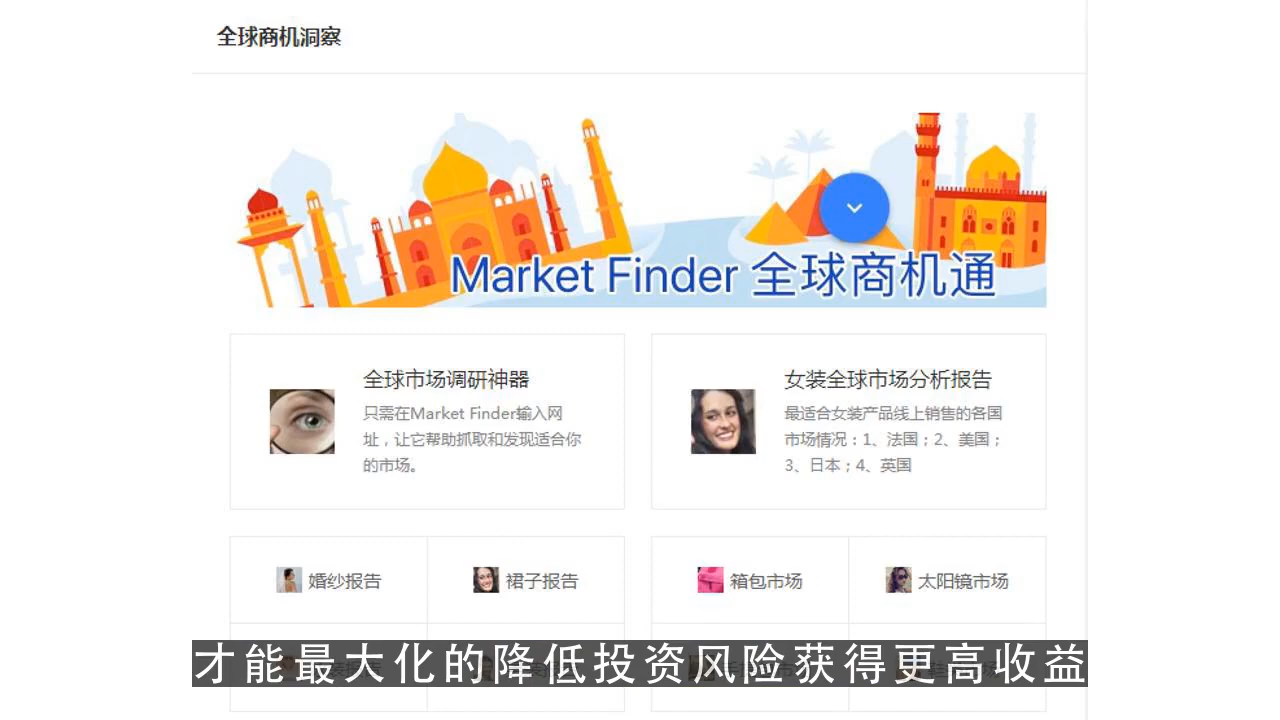 全球商机洞察
Market Finder 全球商机通
全球市场调研神器
只需在Market Finder输入网
址，让它帮助抓取和发现适合你
的市场。
女装全球市场分析报告
最适合女装产品线上销售的各国
市场情况：1、法国；2、美国；
3、日本；4、英国
婚纱报告
裙子报告
箱包市场
太阳镜市场
才能最大化的降低投资风险获得更高收益